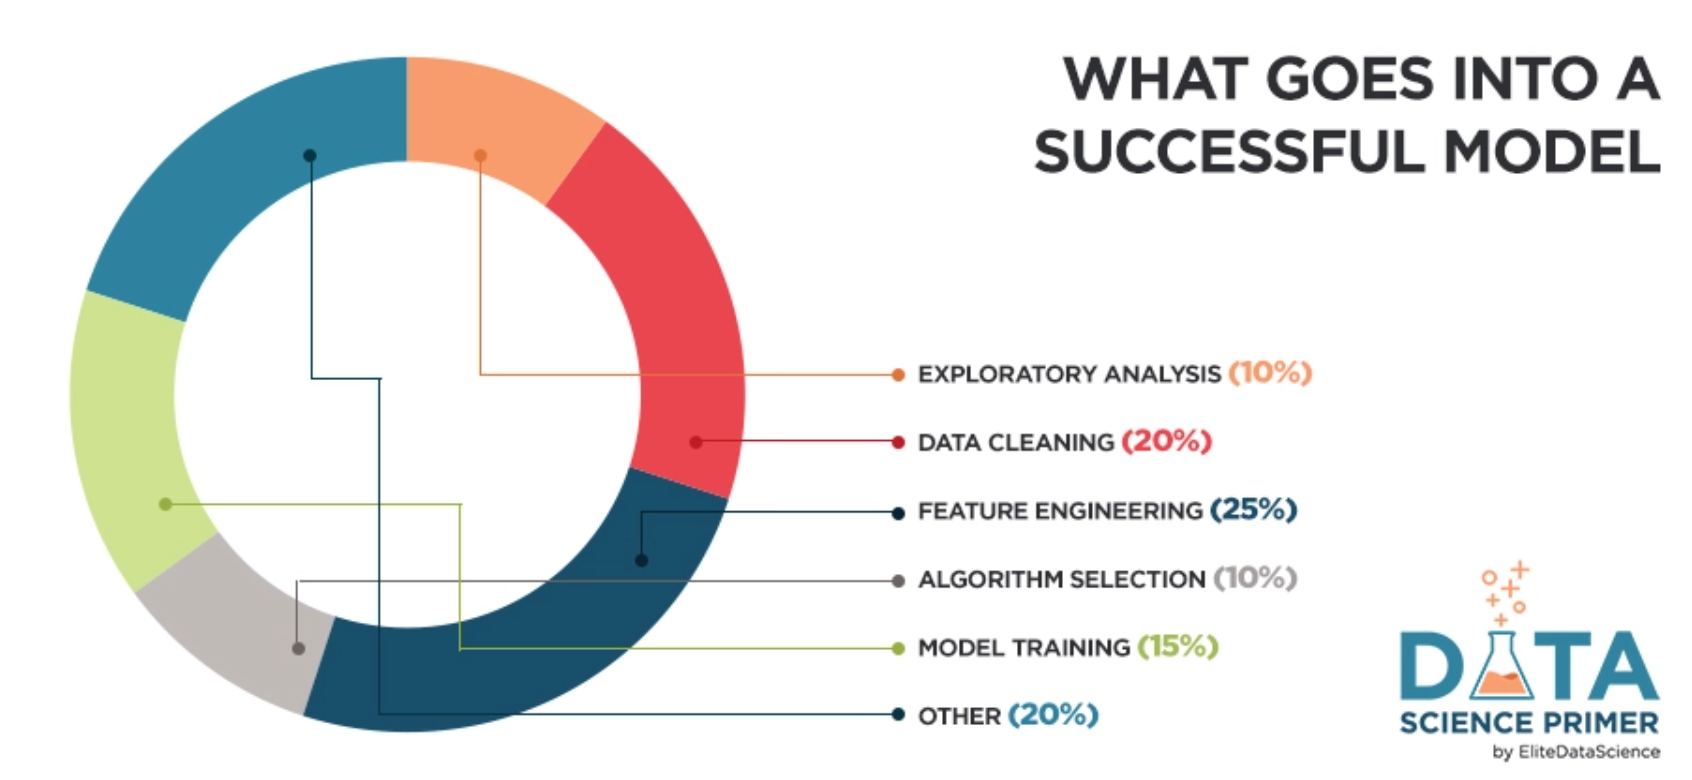 WHAT GOES INTO A
SUCCESSFUL MODEL
EXPLORATORY ANALYSIS (10%)
DATA CLEANING (20%)
FEATURE ENGINEERING (25%)
ALGORITHM SELECTION (10%)
MODEL TRAINING (15%)
OTHER (20%)
DATA
SCIENCE PRIMER
by EliteDataScience